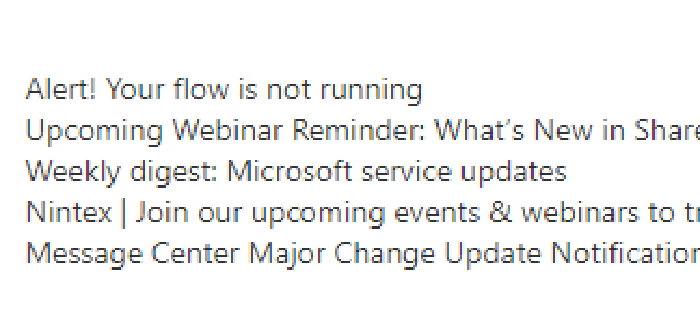 Alert! Your flow is not running
Upcoming Webinar Reminder: What's New in Share
Weekly digest: Microsoft service updates
Nintex | Join our upcoming events & webinars to tr
Message Center Major Change Update Notification